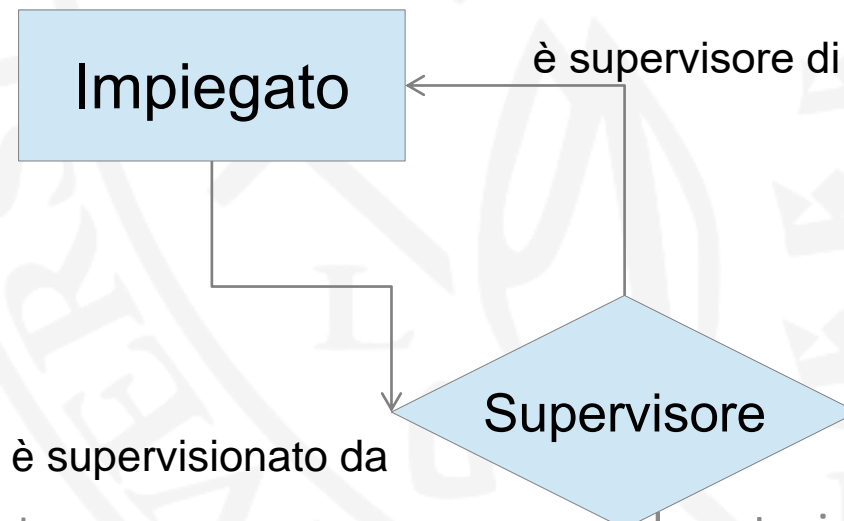 è supervisore di
Impiegato
Supervisore
è supervisionato da